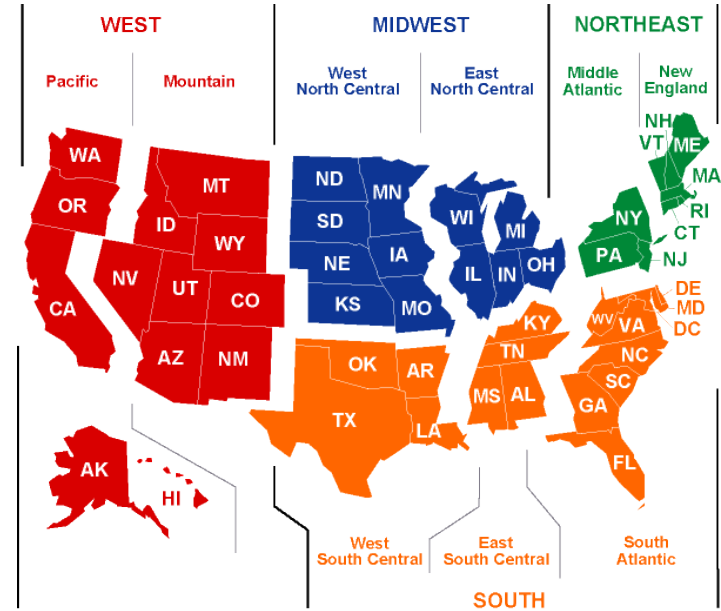 WEST
MIDWEST
NORTHEAST
Pacific
Mountain
West
North Central
East
North Central
Middle
Atlantic
New
England
WA
OR
CA
MT
ID
WY
NV
UT
CO
AZ
NM
AK
HI
ND
SD
NE
KS
MN
IA
MO
WI
MI
IL
IN
OH
NH
VT
ME
MA
RI
CT
NY
PA
NJ
OK
TX
AR
LA
KY
TN
MS
AL
DE
MD
DC
WV
VA
NC
SC
GA
FL
West
South Central
East
South Central
South
Atlantic
SOUTH